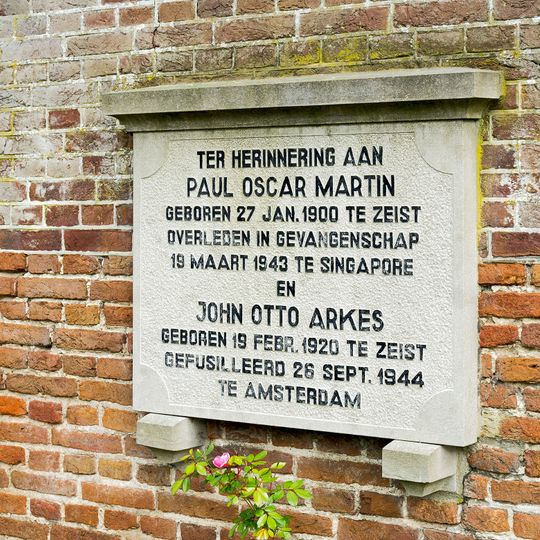 TER HERINNERING AAN
PAUL OSCAR MARTIN
GEBOREN 27 JAN. 1900 TE ZEIST
OVERLEDEN IN GEVANGENSCHAP
19 MAART 1943 TE SINGAPORE
EN
JOHN OTTO ARKES
GEBOREN 19 FEBR. 1920 TE ZEIST
GEFUSILLEERD 26 SEPT. 1944
TE AMSTERDAM